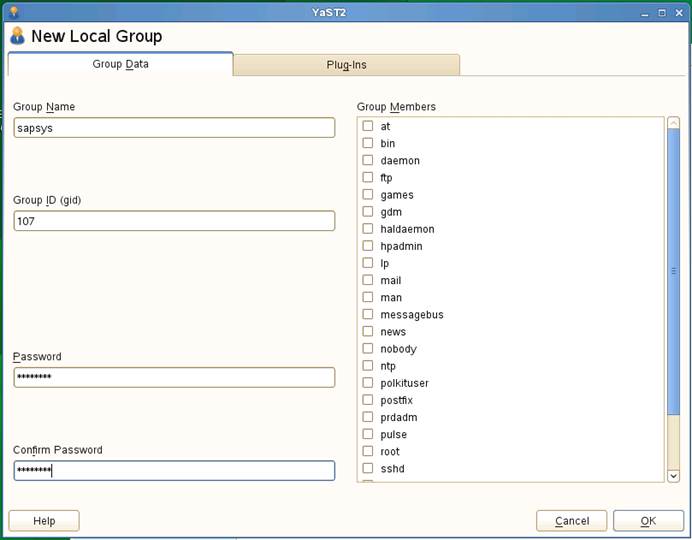 YaST2
New Local Group
Group Data
Plug-Ins
Group Name
sapsys
Group ID (gid)
107
Password
********
Confirm Password
********
Group Members
at
bin
daemon
ftp
games
gdm
haldaemon
hpadmin
lp
mail
man
messagebus
news
nobody
ntp
polkituser
postfix
prdadm
pulse
root
sshd
Help
Cancel
OK